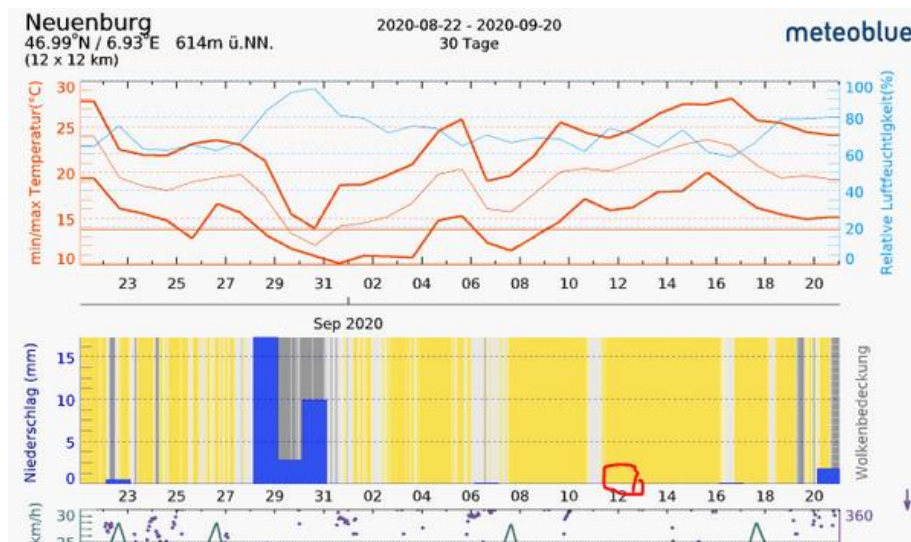 Neuenburg
46.99°N / 6.93°E 614m ü.NN.
(12 x 12 km)
2020-08-22 - 2020-09-20
30 Tage
meteoblue
min/max Temperatur(°C)
30
25
20
15
10
Relative Luftfeuchtigkeit(%)
100
80
60
40
20
0
23 25 27 29 31 02 04 06 08 10 12 14 16 18 20
Sep 2020
Niederschlag (mm)
15
10
5
0
Wolkenbedeckung
23 25 27 29 31 02 04 06 08 10 12 14 16 18 20
km/h)
30
25
360